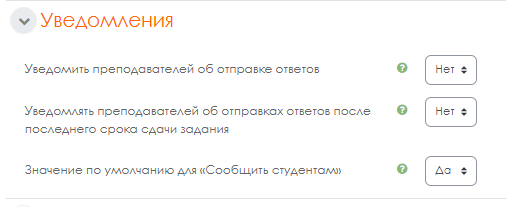 Уведомления
Уведомить преподавателей об отправке ответов ? Нет
Уведомлять преподавателей об отправках ответов после ? Нет
последнего срока сдачи задания
Значение по умолчанию для «Сообщить студентам» ? Да